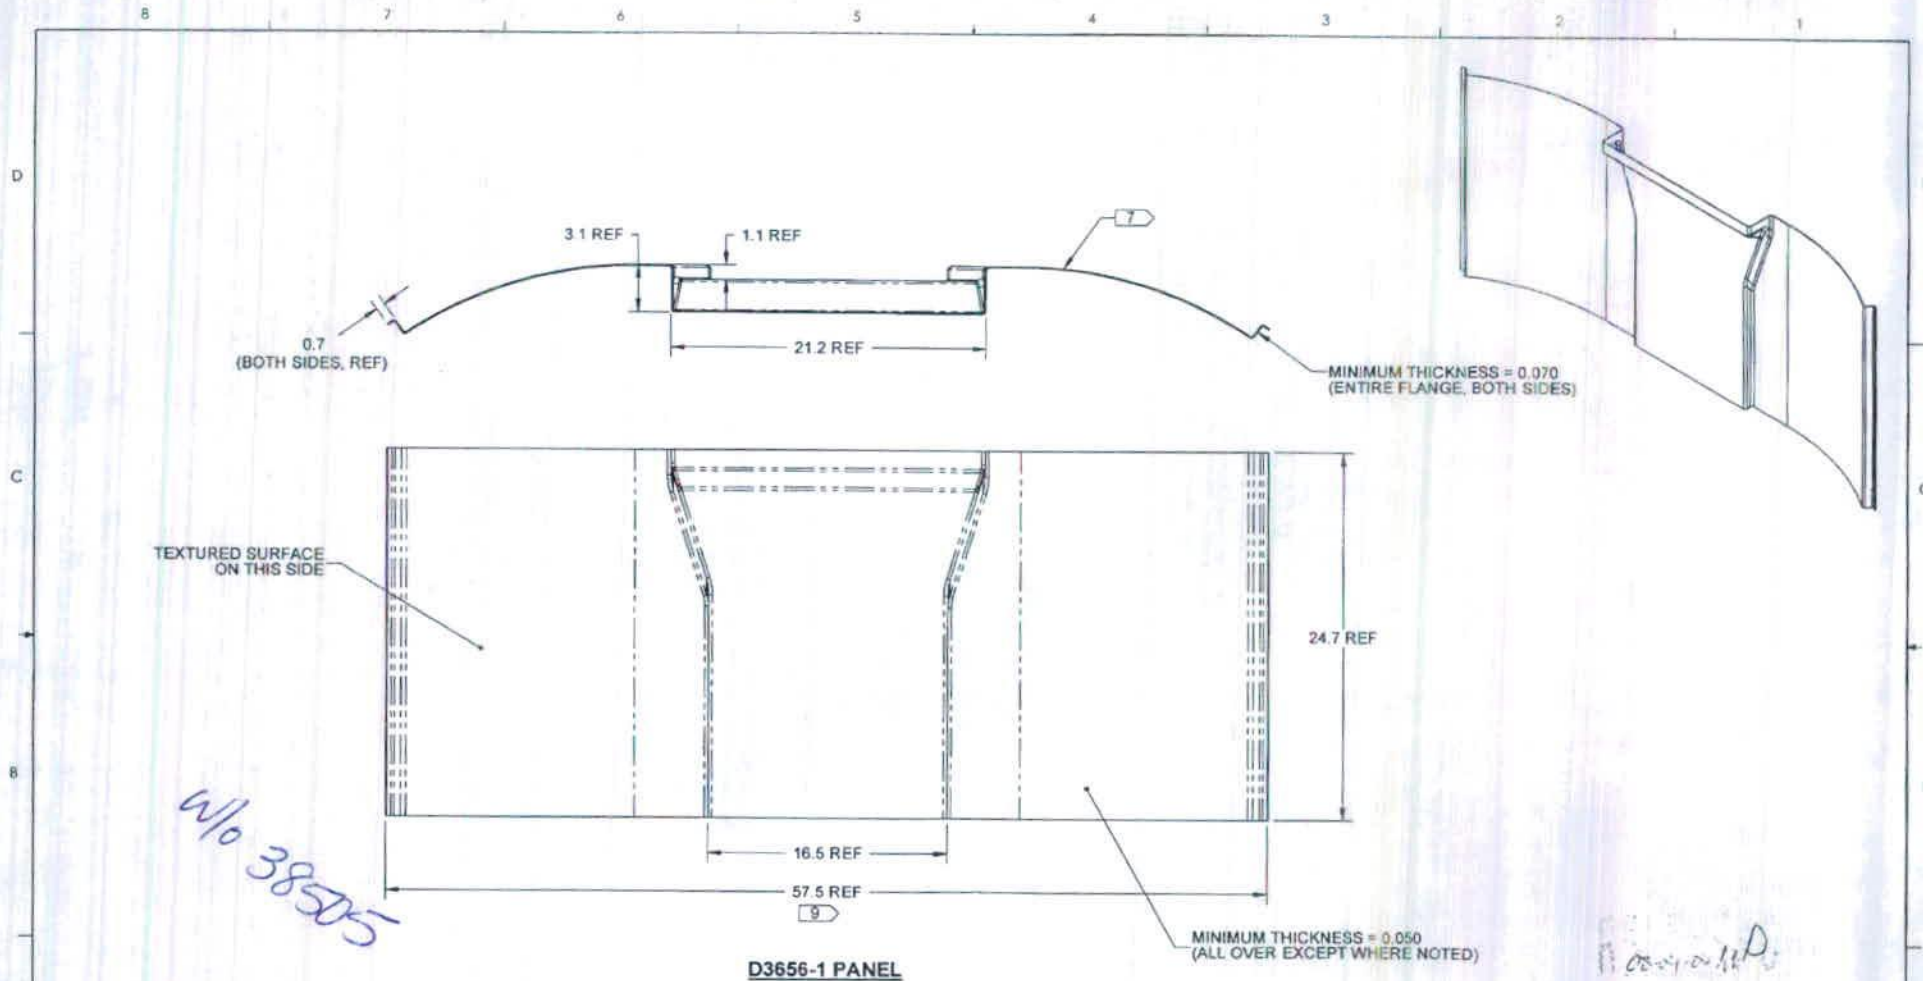 8 7 6 5 4 3 2 1
D
3.1 REF
1.1 REF
7
0.7
(BOTH SIDES, REF)
21.2 REF
MINIMUM THICKNESS = 0.070
(ENTIRE FLANGE, BOTH SIDES)
C
TEXTURED SURFACE
ON THIS SIDE
24.7 REF
B
W/o 38505
16.5 REF
57.5 REF
9
MINIMUM THICKNESS = 0.050
(ALL OVER EXCEPT WHERE NOTED)
D3656-1 PANEL